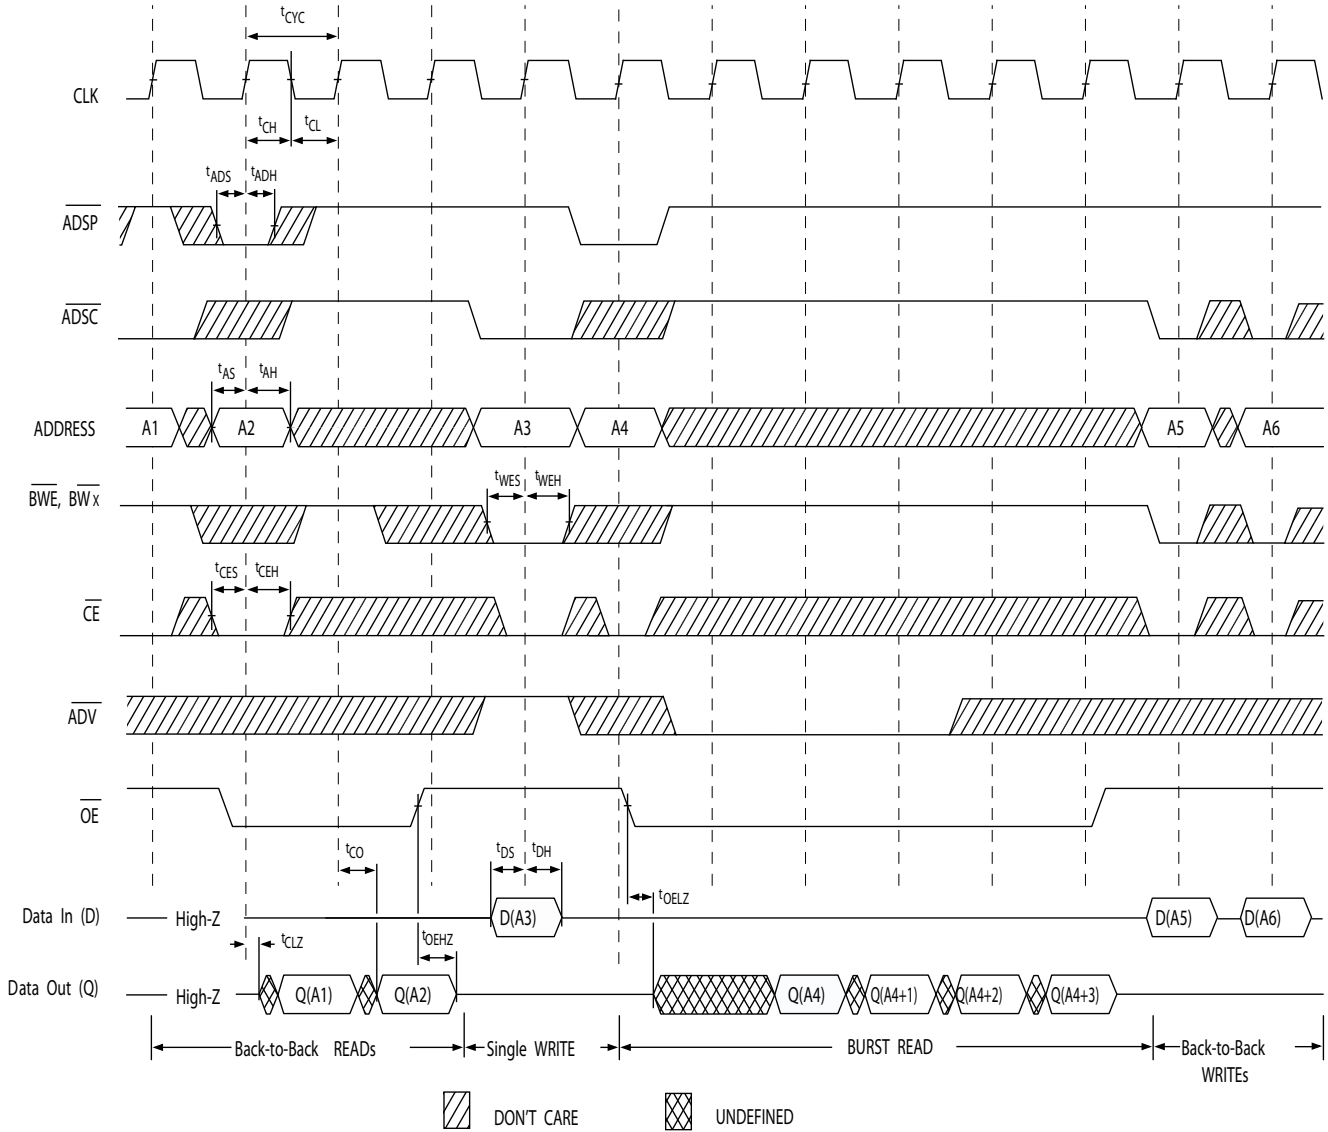 tCYC
CLK
tCH tCL
tADS tADH
ADSP
ADSC
tAS tAH
ADDRESS A1 A2 A3 A4 A5 A6
tWES tWEH
BWE, BWx
tCES tCEH
CE
ADV
OE
tCO tDS tDH
tOELZ
Data In (D) High-Z D(A3) D(A5) D(A6)
tCLZ tOEHZ
Data Out (Q) High-Z Q(A1) Q(A2) Q(A4) Q(A4+1) Q(A4+2) Q(A4+3)
Back-to-Back READs Single WRITE BURST READ Back-to-Back
WRITEs
DON'T CARE UNDEFINED